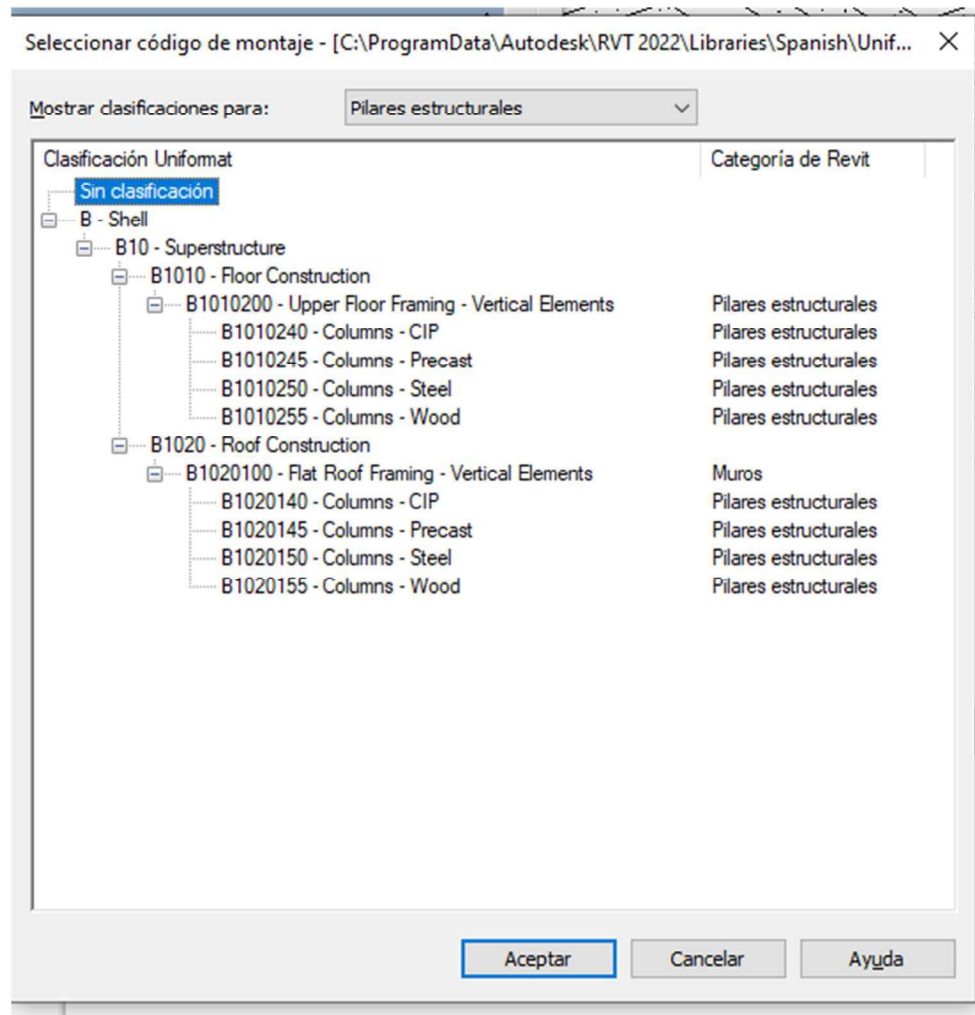 Seleccionar código de montaje - [C:\ProgramData\Autodesk\RVT 2022\Libraries\Spanish\Unif...
Mostrar clasificaciones para: Pilares estructurales
Clasificación Uniformat Categoría de Revit
Sin clasificación
B - Shell
B10 - Superstructure
B1010 - Floor Construction
B1010200 - Upper Floor Framing - Vertical Elements Pilares estructurales
B1010240 - Columns - CIP Pilares estructurales
B1010245 - Columns - Precast Pilares estructurales
B1010250 - Columns - Steel Pilares estructurales
B1010255 - Columns - Wood Pilares estructurales
B1020 - Roof Construction
B1020100 - Flat Roof Framing - Vertical Elements Muros
B1020140 - Columns - CIP Pilares estructurales
B1020145 - Columns - Precast Pilares estructurales
B1020150 - Columns - Steel Pilares estructurales
B1020155 - Columns - Wood Pilares estructurales
Aceptar Cancelar Ayuda